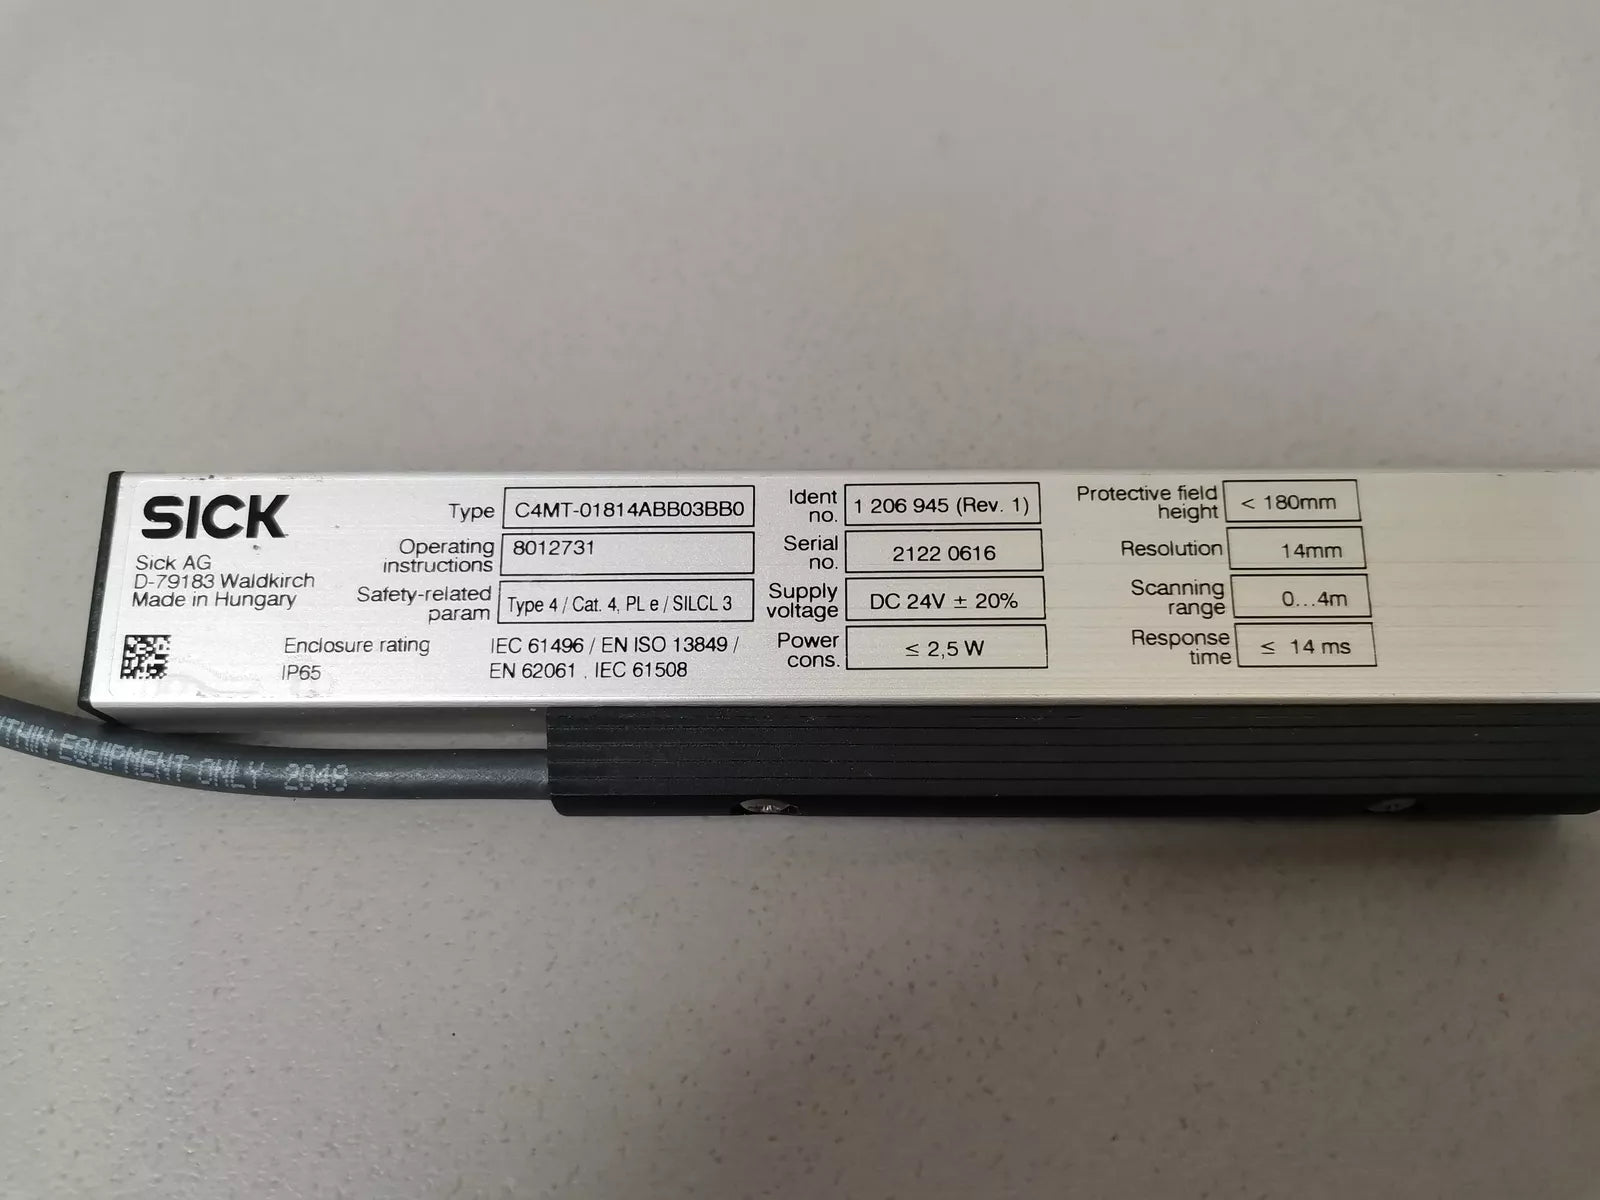 SICK
Sick AG
D-79183 Waldkirch
Made in Hungary
Type C4MT-01814ABB03BB0
Operating instructions 8012731
Safety-related param Type 4 / Cat. 4, PL e / SILCL 3
Enclosure rating
IP65
IEC 61496 / EN ISO 13849 /
EN 62061 . IEC 61508
Ident no. 1 206 945 (Rev. 1)
Serial no. 2122 0616
Supply voltage DC 24V ± 20%
Power cons. ≤ 2,5 W
Protective field height < 180mm
Resolution 14mm
Scanning range 0...4m
Response time ≤ 14 ms
EQUIPMENT ONLY 2048